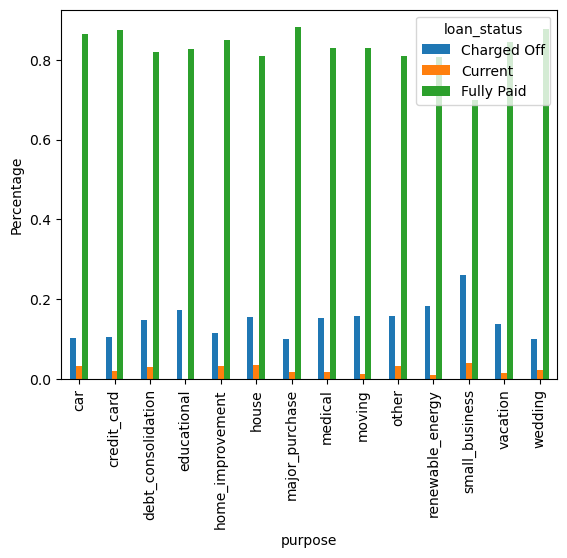 loan_status
Charged Off
Current
Fully Paid
Percentage
0.8
0.6
0.4
0.2
0.0
car
credit_card
debt_consolidation
educational
home_improvement
house
major_purchase
medical
moving
other
renewable_energy
small_business
vacation
wedding
purpose